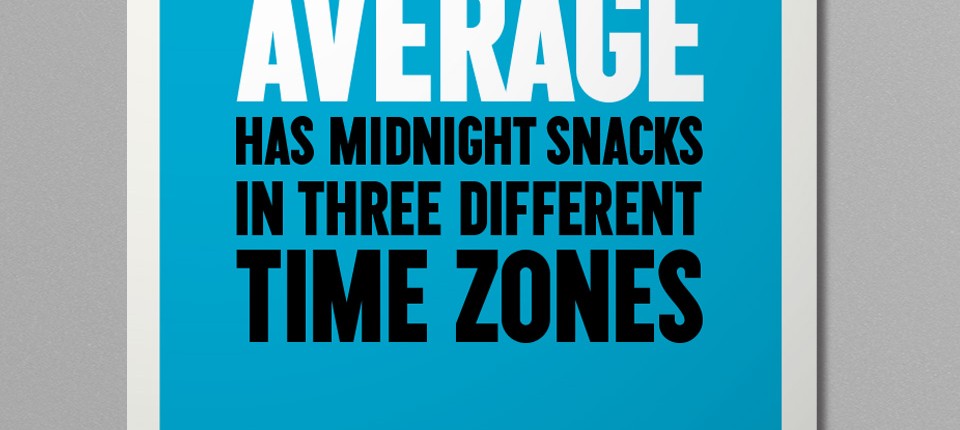 AVERAGE
HAS MIDNIGHT SNACKS
IN THREE DIFFERENT
TIME ZONES